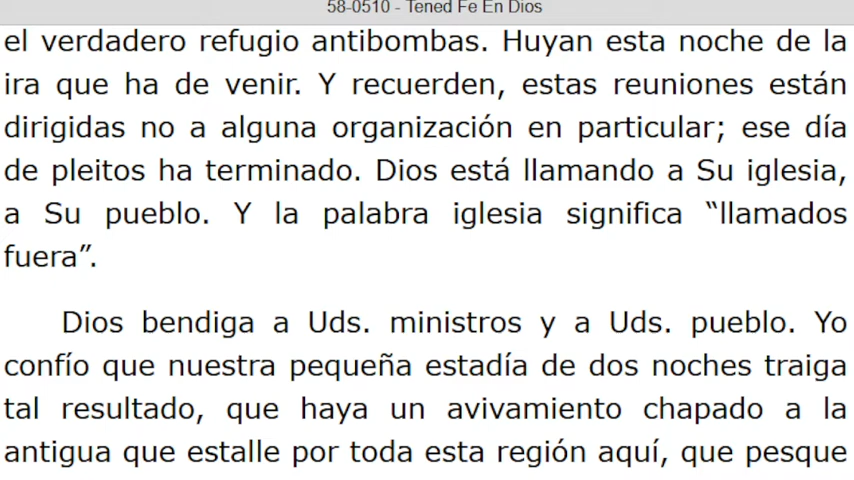 58-0510 - Tened Fe En Dios
el verdadero refugio antibombas. Huyan esta noche de la
ira que ha de venir. Y recuerden, estas reuniones están
dirigidas no a alguna organización en particular; ese día
de pleitos ha terminado. Dios está llamando a Su iglesia,
a Su pueblo. Y la palabra iglesia significa “llamados
fuera”.
Dios bendiga a Uds. ministros y a Uds. pueblo. Yo
confío que nuestra pequeña estadía de dos noches traiga
tal resultado, que haya un avivamiento chapado a la
antigua que estalle por toda esta región aquí, que pesque